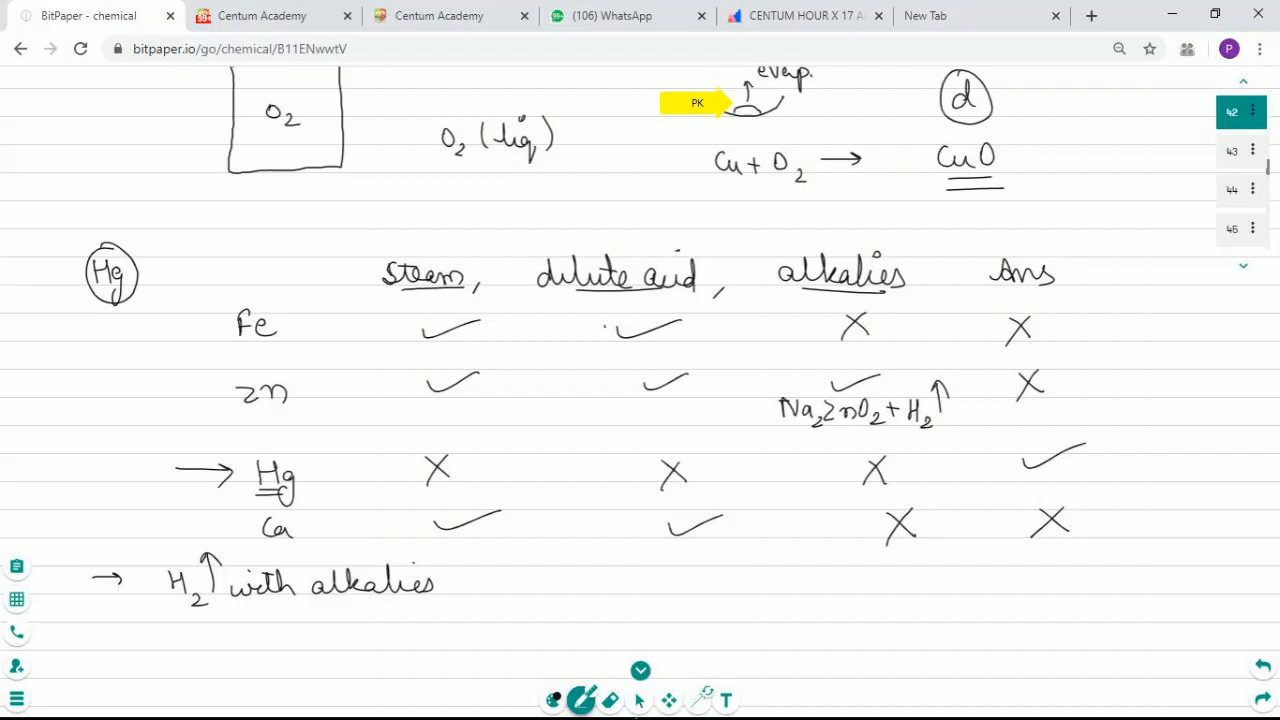 BitPaper - chemical
Centum Academy
Centum Academy
(106) WhatsApp
CENTUM HOUR X 17 A
New Tab
bitpaper.io/go/chemical/B11ENwwtV
P
evap.
PK
d
O2
O2 (liq)
Cu + O2 → CuO
42
43
44
45
Hg
steam, dilute acid, alkalies Ans
Fe ✓ ✓ X X
Zn ✓ ✓ ✓ X
Na2ZnO2 + H2 ↑
→ Hg X X X ✓
Ca ✓ ✓ X X
→ H2 ↑ with alkalies
T